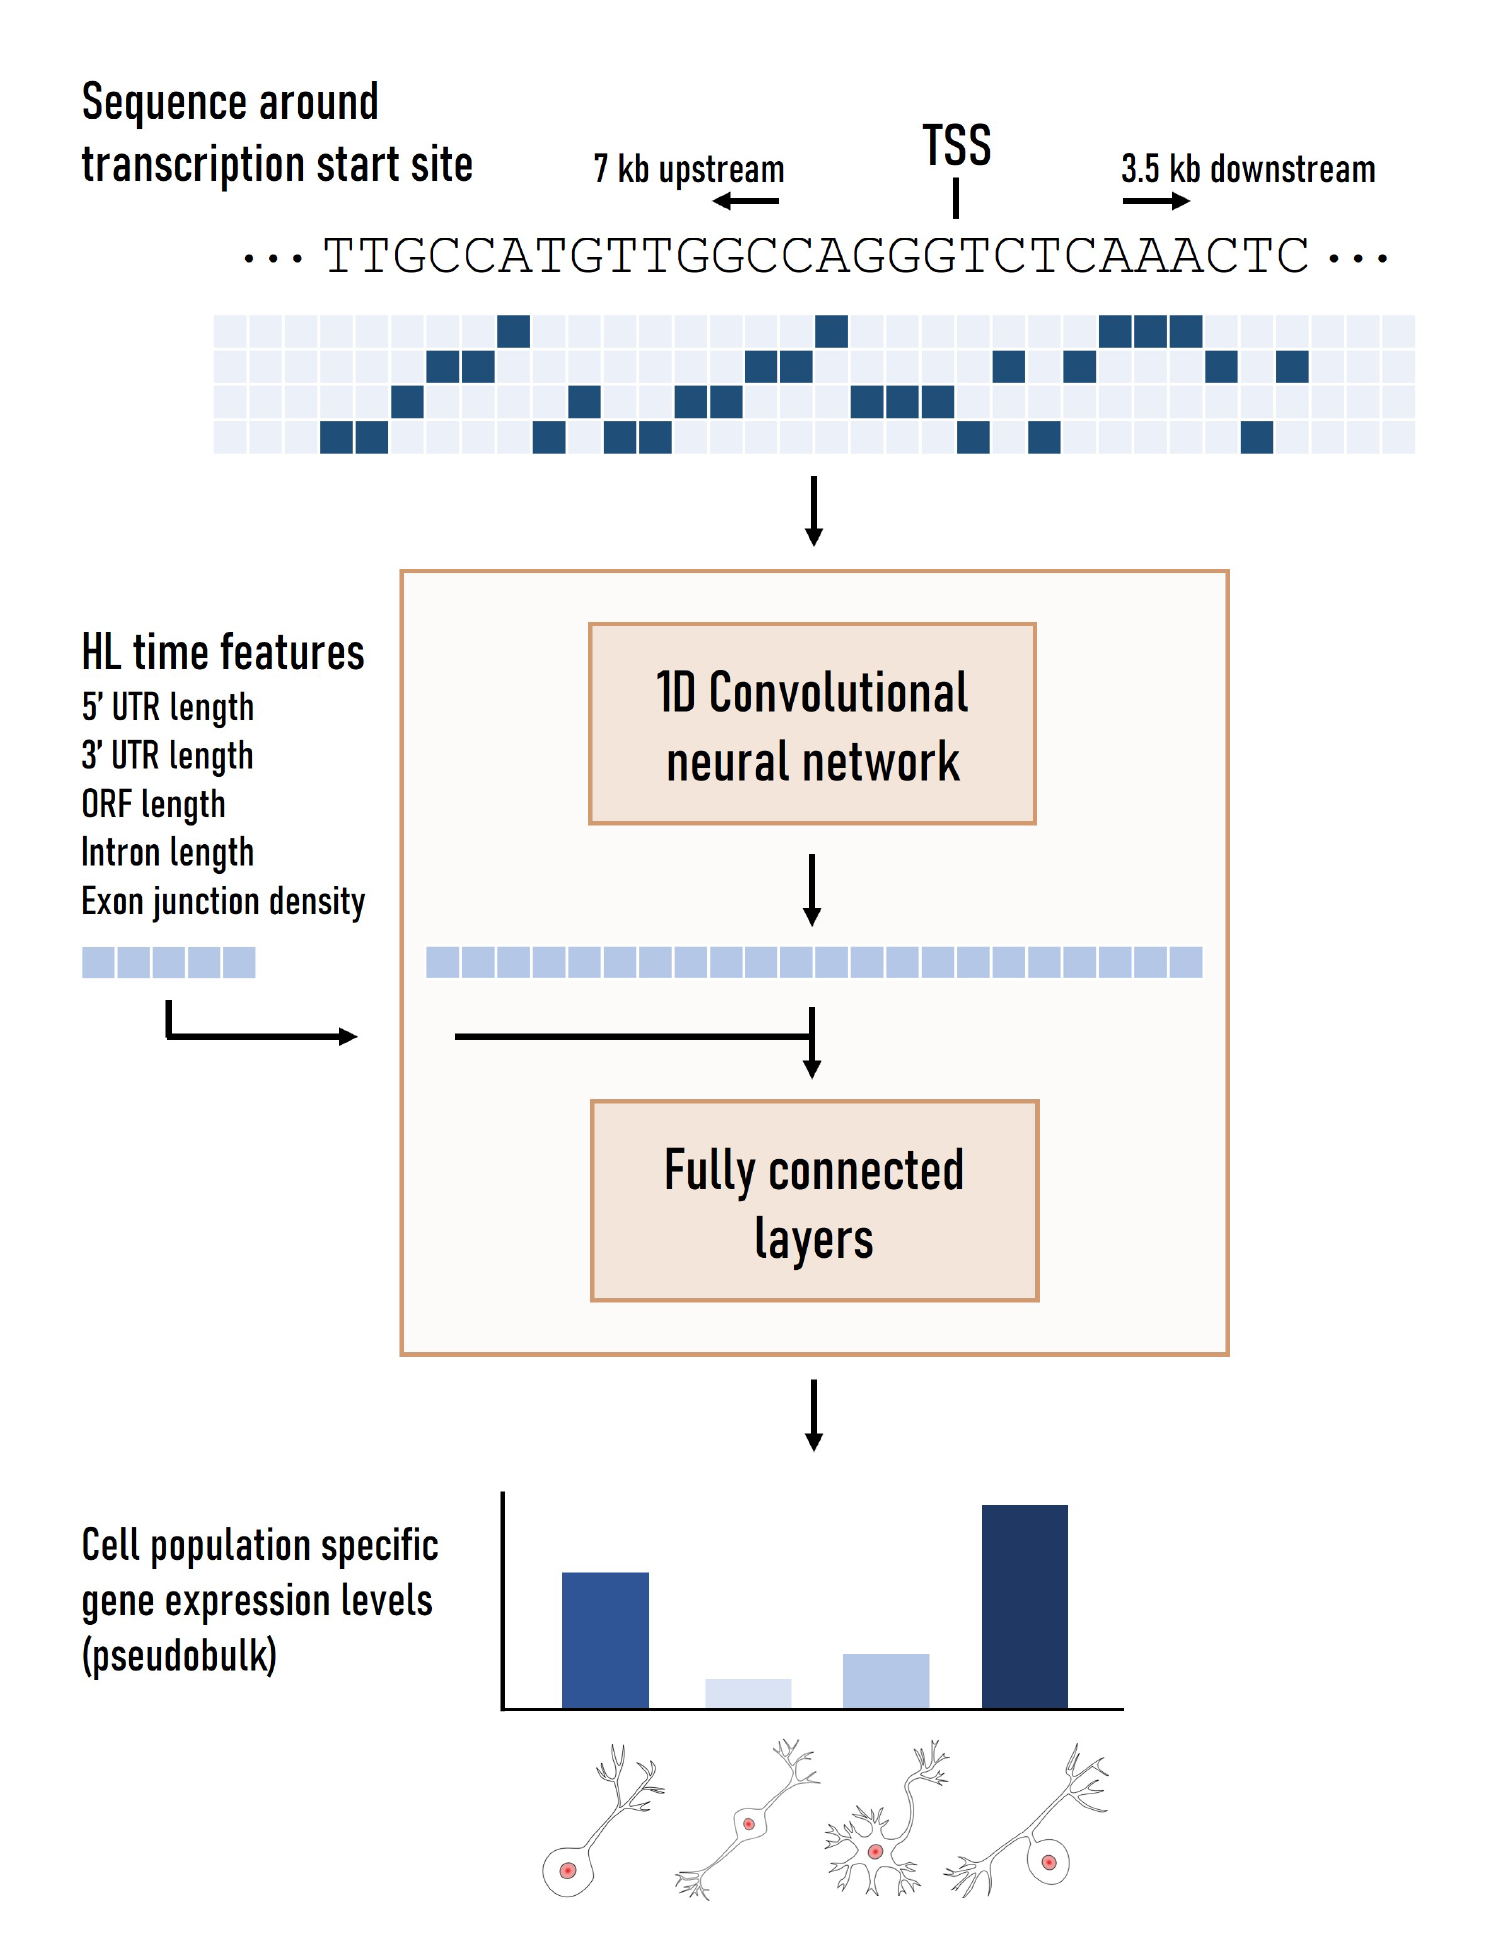 Sequence around
transcription start site
7 kb upstream
TSS
3.5 kb downstream
··· TTGCCATGTTGGCCAGGGTCTCAAACTC ···
1D Convolutional
neural network
HL time features
5’ UTR length
3’ UTR length
ORF length
Intron length
Exon junction density
Fully connected
layers
Cell population specific
gene expression levels
(pseudobulk)